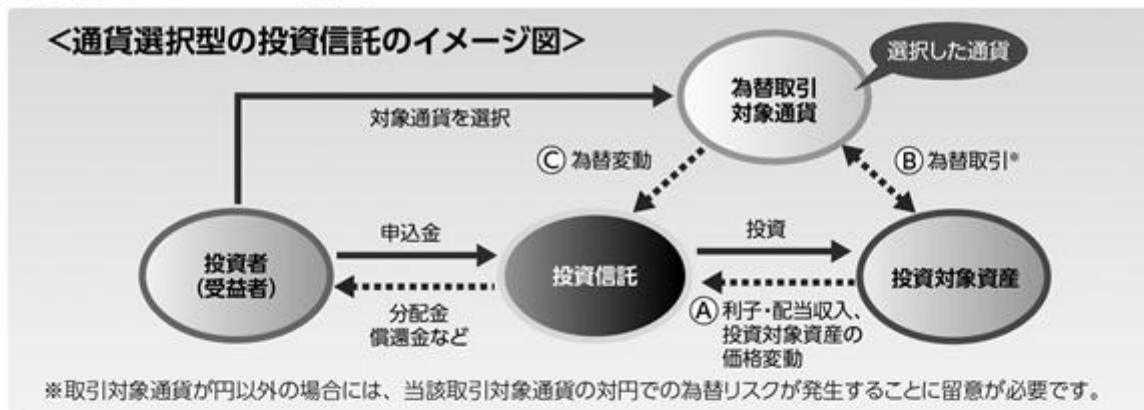 <通貨選択型の投資信託のイメージ図>
選択した通貨
為替取引
対象通貨
対象通貨を選択
Ⓒ 為替変動
Ⓑ 為替取引※
申込金
投資
投資者
(受益者)
投資信託
投資対象資産
分配金
償還金など
Ⓐ 利子・配当収入、
投資対象資産の
価格変動
※取引対象通貨が円以外の場合には、当該取引対象通貨の対円での為替リスクが発生することに留意が必要です。